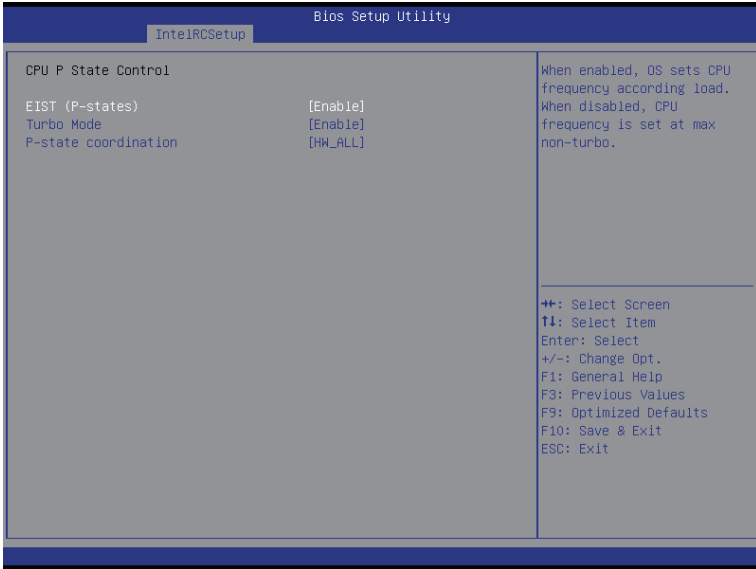 Bios Setup Utility
IntelRCSetup
CPU P State Control
EIST (P-states) [Enable]
Turbo Mode [Enable]
P-state coordination [HW_ALL]
When enabled, OS sets CPU
frequency according load.
When disabled, CPU
frequency is set at max
non-turbo.
→←: Select Screen
↑↓: Select Item
Enter: Select
+/-: Change Opt.
F1: General Help
F3: Previous Values
F9: Optimized Defaults
F10: Save & Exit
ESC: Exit